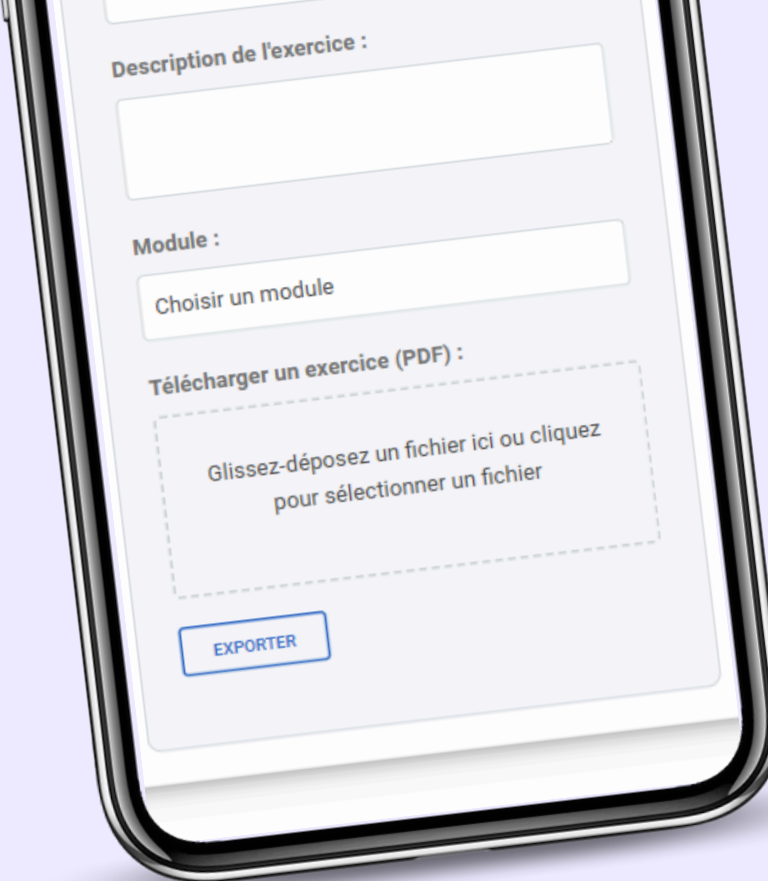 Description de l'exercice :
Module :
Choisir un module
Télécharger un exercice (PDF) :
Glissez-déposez un fichier ici ou cliquez
pour sélectionner un fichier
EXPORTER